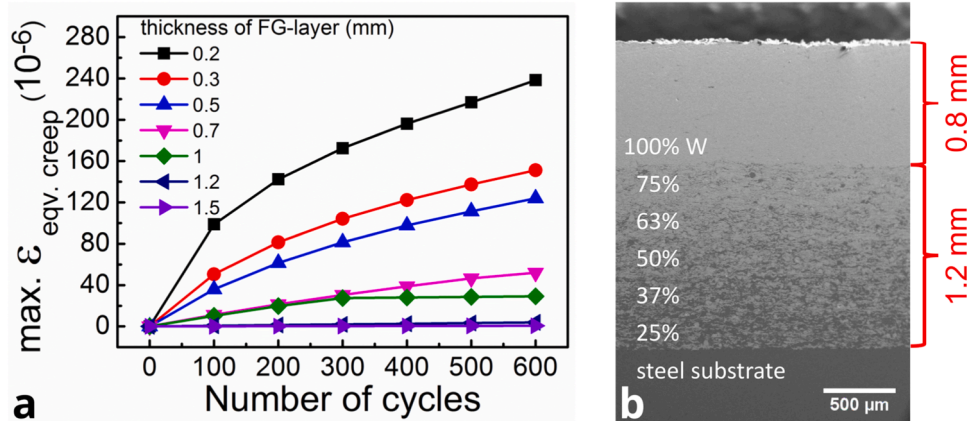 thickness of FG-layer (mm)
0.2
0.3
0.5
0.7
1
1.2
1.5
max. ε eqv. creep (10-6)
280
240
200
160
120
80
40
0
0 100 200 300 400 500 600
Number of cycles
a
100% W
75%
63%
50%
37%
25%
steel substrate
500 µm
b
0.8 mm
1.2 mm